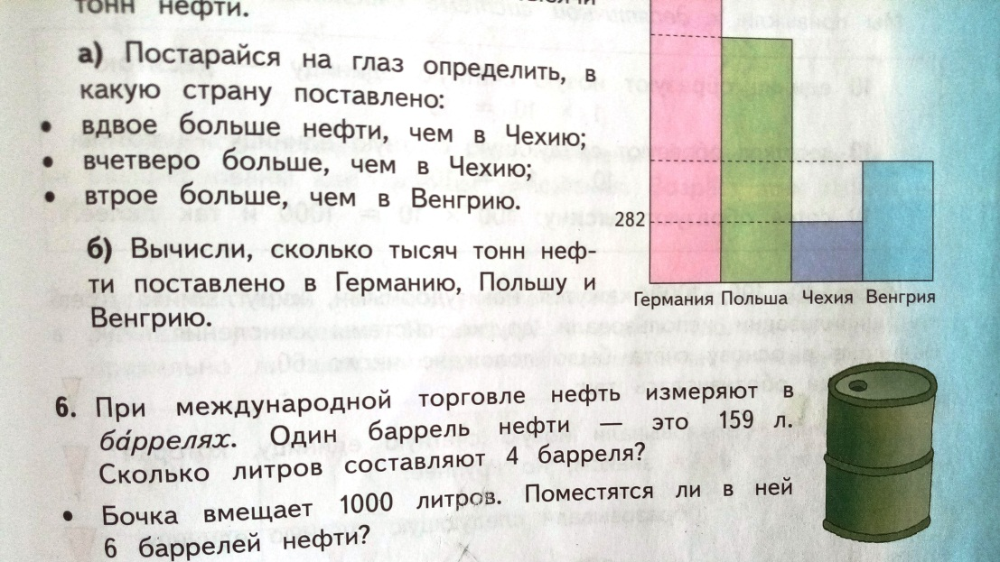 тонн нефти.
а) Постарайся на глаз определить, в
какую страну поставлено:
• вдвое больше нефти, чем в Чехию;
• вчетверо больше, чем в Чехию;
• втрое больше, чем в Венгрию.
б) Вычисли, сколько тысяч тонн неф-
ти поставлено в Германию, Польшу и
Венгрию.
282
Германия Польша Чехия Венгрия
6. При международной торговле нефть измеряют в
ба́ррелях. Один баррель нефти — это 159 л.
Сколько литров составляют 4 барреля?
• Бочка вмещает 1000 литров. Поместятся ли в ней
6 баррелей нефти?